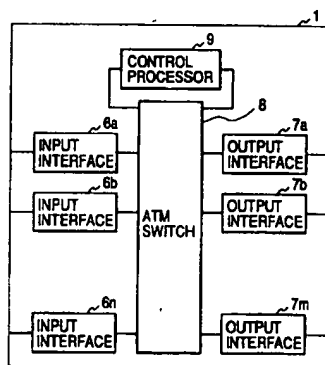 1
9
CONTROL
PROCESSOR
8
6a
INPUT
INTERFACE
7a
OUTPUT
INTERFACE
6b
INPUT
INTERFACE
7b
OUTPUT
INTERFACE
ATM
SWITCH
6n
INPUT
INTERFACE
7m
OUTPUT
INTERFACE